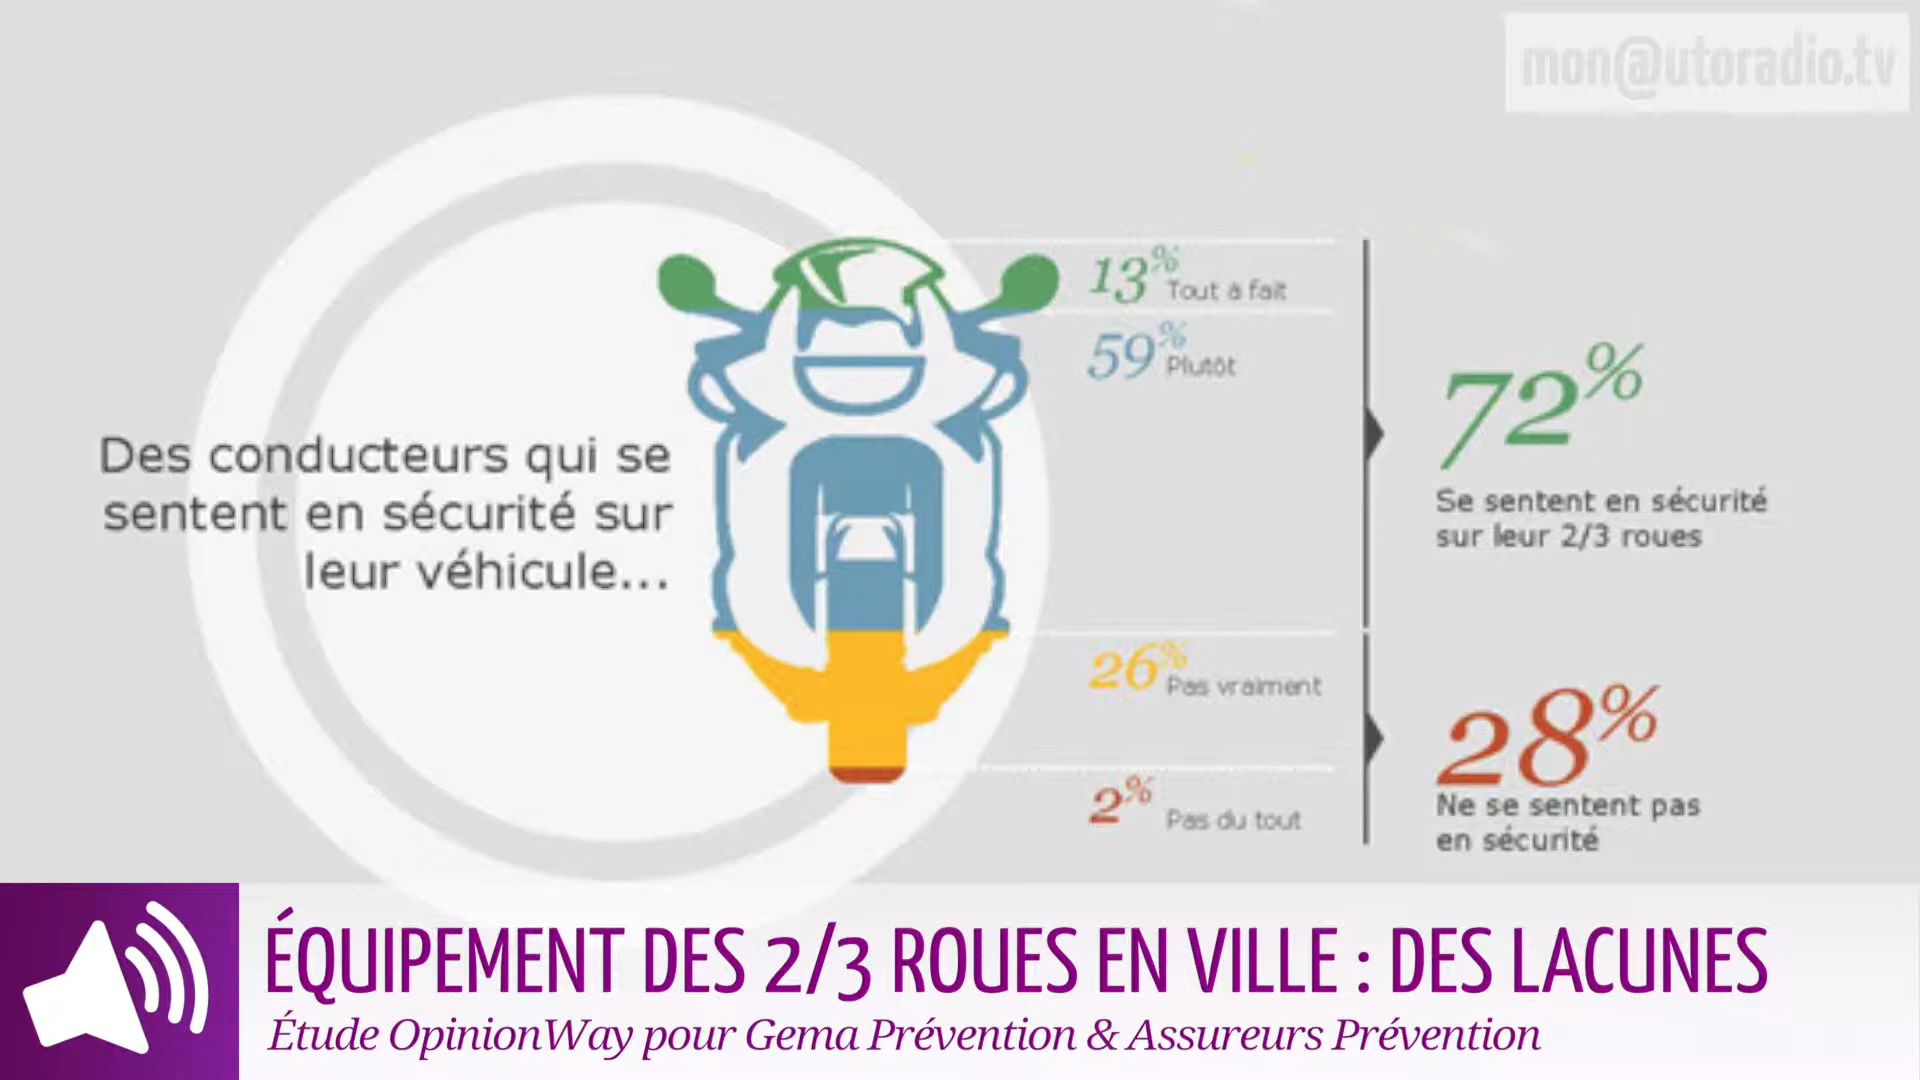 mon@utoradio.tv
Des conducteurs qui se
sentent en sécurité sur
leur véhicule...
13% Tout à fait
59% Plutôt
26% Pas vraiment
2% Pas du tout
72%
Se sentent en sécurité
sur leur 2/3 roues
28%
Ne se sentent pas
en sécurité
ÉQUIPEMENT DES 2/3 ROUES EN VILLE : DES LACUNES
Étude OpinionWay pour Gema Prévention & Assureurs Prévention